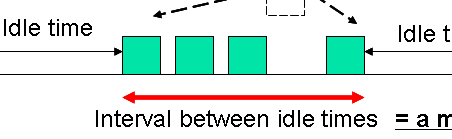 Idle time
Idle t
Interval between idle times = a m